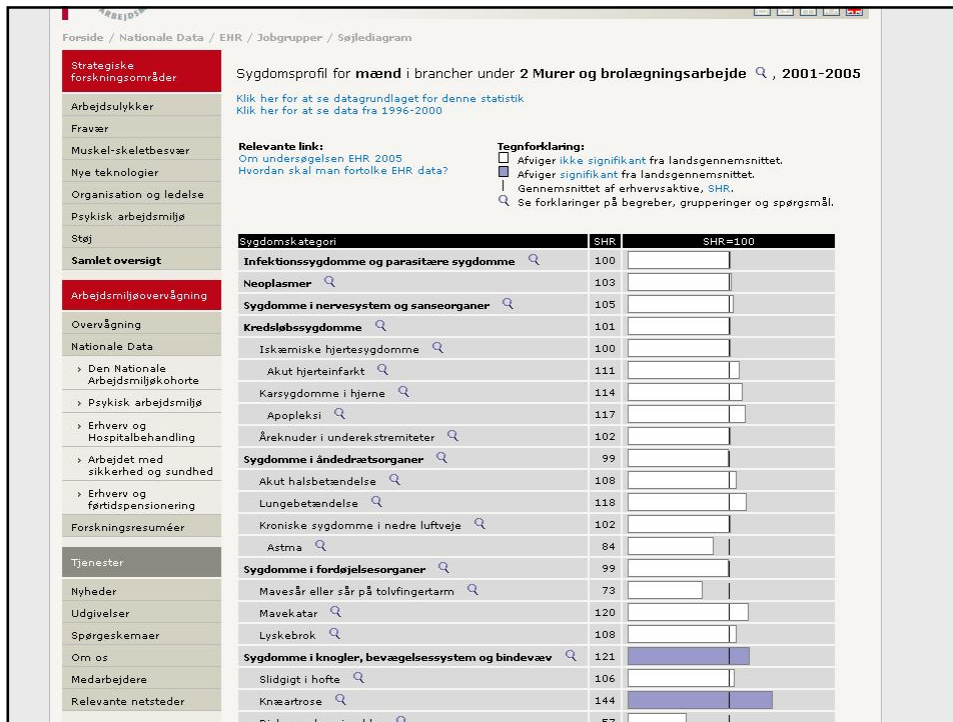 ARBEJDSM
Forside / Nationale Data / EHR / Jobgrupper / Søjlediagram
Strategiske
forskningsområder
Arbejdsulykker
Fravær
Muskel-skeletbesvær
Nye teknologier
Organisation og ledelse
Psykisk arbejdsmiljø
Støj
Samlet oversigt
Arbejdsmiljøovervågning
Overvågning
Nationale Data
› Den Nationale
Arbejdsmiljøkohorte
› Psykisk arbejdsmiljø
› Erhverv og
Hospitalbehandling
› Arbejdet med
sikkerhed og sundhed
› Erhverv og
førtidspensionering
Forskningsresuméer
Tjenester
Nyheder
Udgivelser
Spørgeskemaer
Om os
Medarbejdere
Relevante netsteder
Sygdomsprofil for mænd i brancher under 2 Murer og brolægningsarbejde , 2001-2005
Klik her for at se datagrundlaget for denne statistik
Klik her for at se data fra 1996-2000
Relevante link:
Om undersøgelsen EHR 2005
Hvordan skal man fortolke EHR data?
Tegnforklaring:
Afviger ikke signifikant fra landsgennemsnittet.
Afviger signifikant fra landsgennemsnittet.
Gennemsnittet af erhvervsaktive, SHR.
Se forklaringer på begreber, grupperinger og spørgsmål.
Sygdomskategori SHR SHR=100
Infektionssygdomme og parasitære sygdomme 100
Neoplasmer 103
Sygdomme i nervesystem og sanseorganer 105
Kredsløbssygdomme 101
Iskæmiske hjertesygdomme 100
Akut hjerteinfarkt 111
Karsygdomme i hjerne 114
Apopleksi 117
Åreknuder i underekstremiteter 102
Sygdomme i åndedrætsorganer 99
Akut halsbetændelse 108
Lungebetændelse 118
Kroniske sygdomme i nedre luftveje 102
Astma 84
Sygdomme i fordøjelsesorganer 99
Mavesår eller sår på tolvfingertarm 73
Mavekatar 120
Lyskebrok 108
Sygdomme i knogler, bevægelsessystem og bindevæv 121
Slidgigt i hofte 106
Knæartrose 144
57